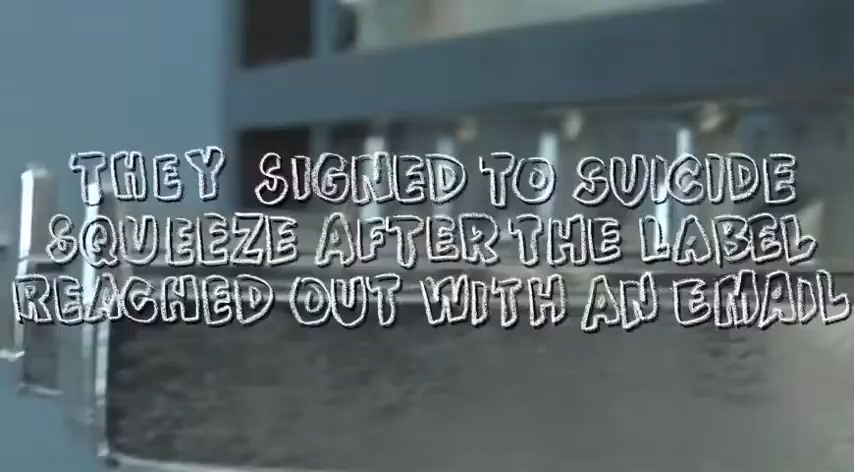 THEY SIGNED TO SUICIDE
SQUEEZE AFTER THE LABEL
REACHED OUT WITH AN EMAIL